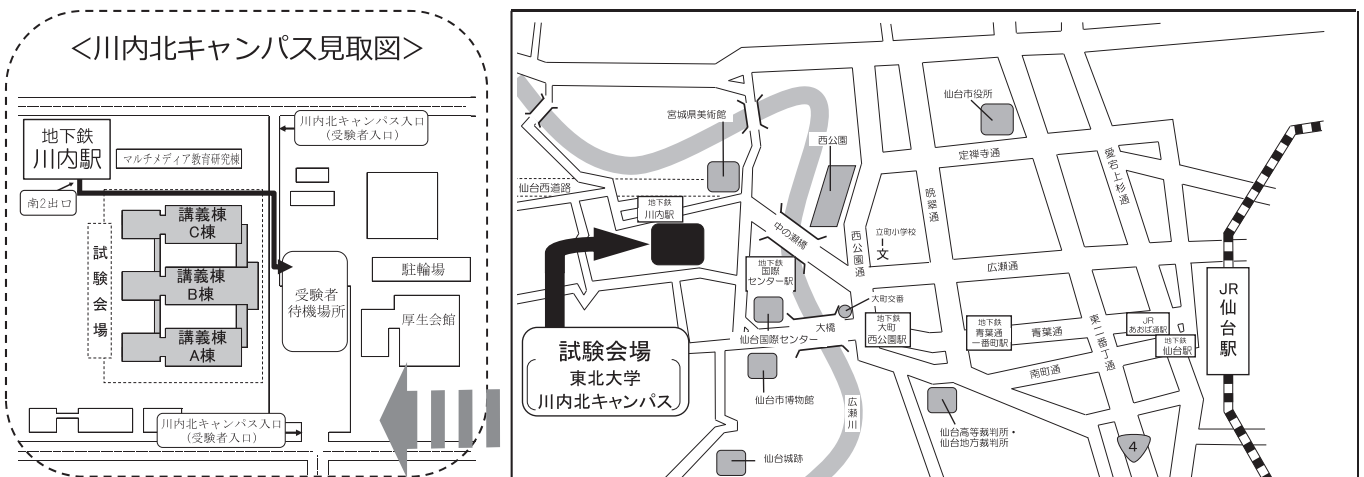 <川内北キャンパス見取図>
川内北キャンパス入口
(受験者入口)
地下鉄
川内駅
マルチメディア教育研究棟
南2出口
講義棟
C棟
試験会場
講義棟
B棟
駐輪場
受験者
待機場所
厚生会館
講義棟
A棟
川内北キャンパス入口
(受験者入口)
宮城県美術館
仙台市役所
西公園
定禅寺通
愛宕上杉通
仙台西道路
地下鉄
川内駅
晩翠通
中の瀬橋
立町小学校
文
西公園通
広瀬通
地下鉄
国際
センター駅
JR仙台駅
大町交番
大橋
地下鉄
大町
西公園駅
地下鉄
青葉通
一番町駅
青葉通
東二番丁通
JR
あおば通駅
地下鉄
仙台駅
仙台国際センター
試験会場
東北大学
川内北キャンパス
南町通
仙台市博物館
広瀬川
仙台高等裁判所・
仙台地方裁判所
4
仙台城跡